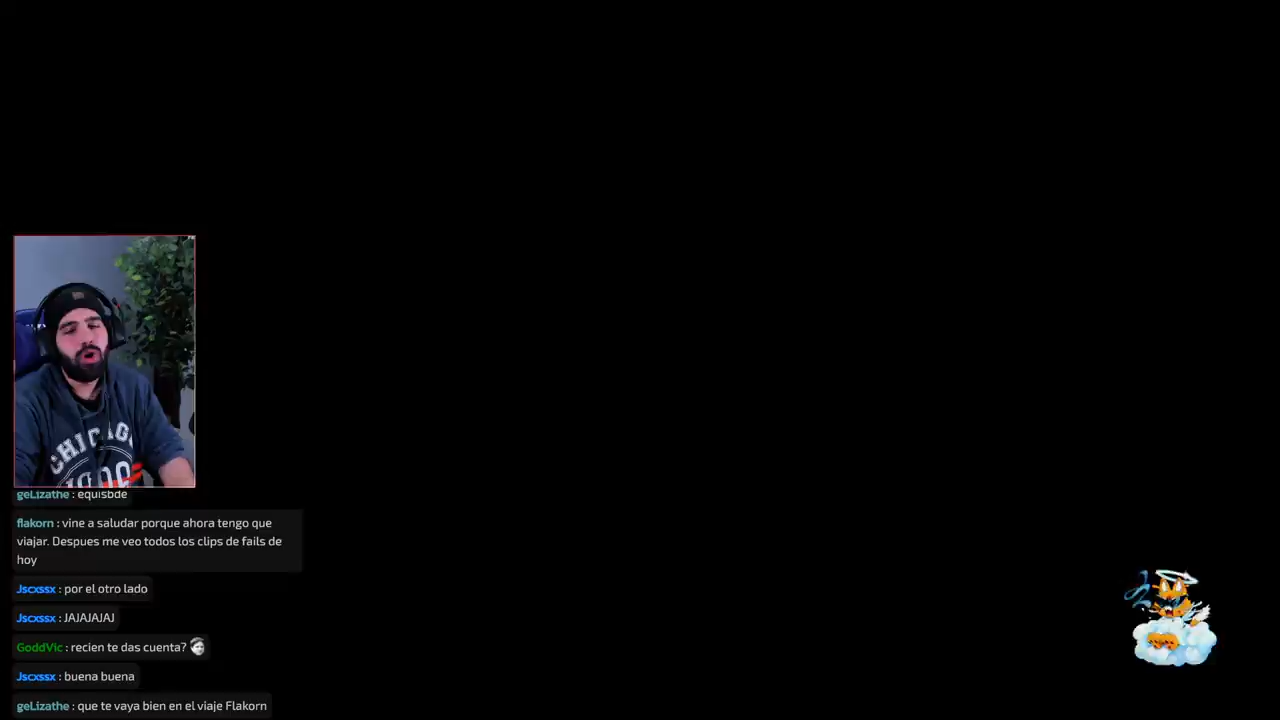 CHICAGO
geLizathe : equisbde
flakorn : vine a saludar porque ahora tengo que
viajar. Despues me veo todos los clips de fails de
hoy
Jscxssx : por el otro lado
Jscxssx : JAJAJAJAJ
GoddVic : recien te das cuenta?
Jscxssx : buena buena
geLizathe : que te vaya bien en el viaje Flakorn